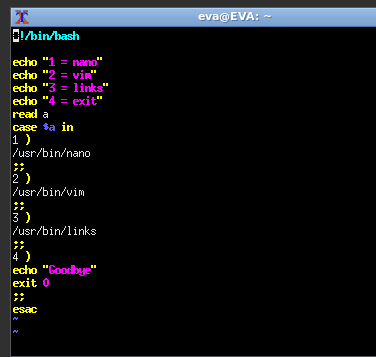 eva@EVA: ~
#!/bin/bash
echo "1 = nano"
echo "2 = vim"
echo "3 = links"
echo "4 = exit"
read a
case $a in
1 )
/usr/bin/nano
;;
2 )
/usr/bin/vim
;;
3 )
/usr/bin/links
;;
4 )
echo "Goodbye"
exit 0
;;
esac
~
~